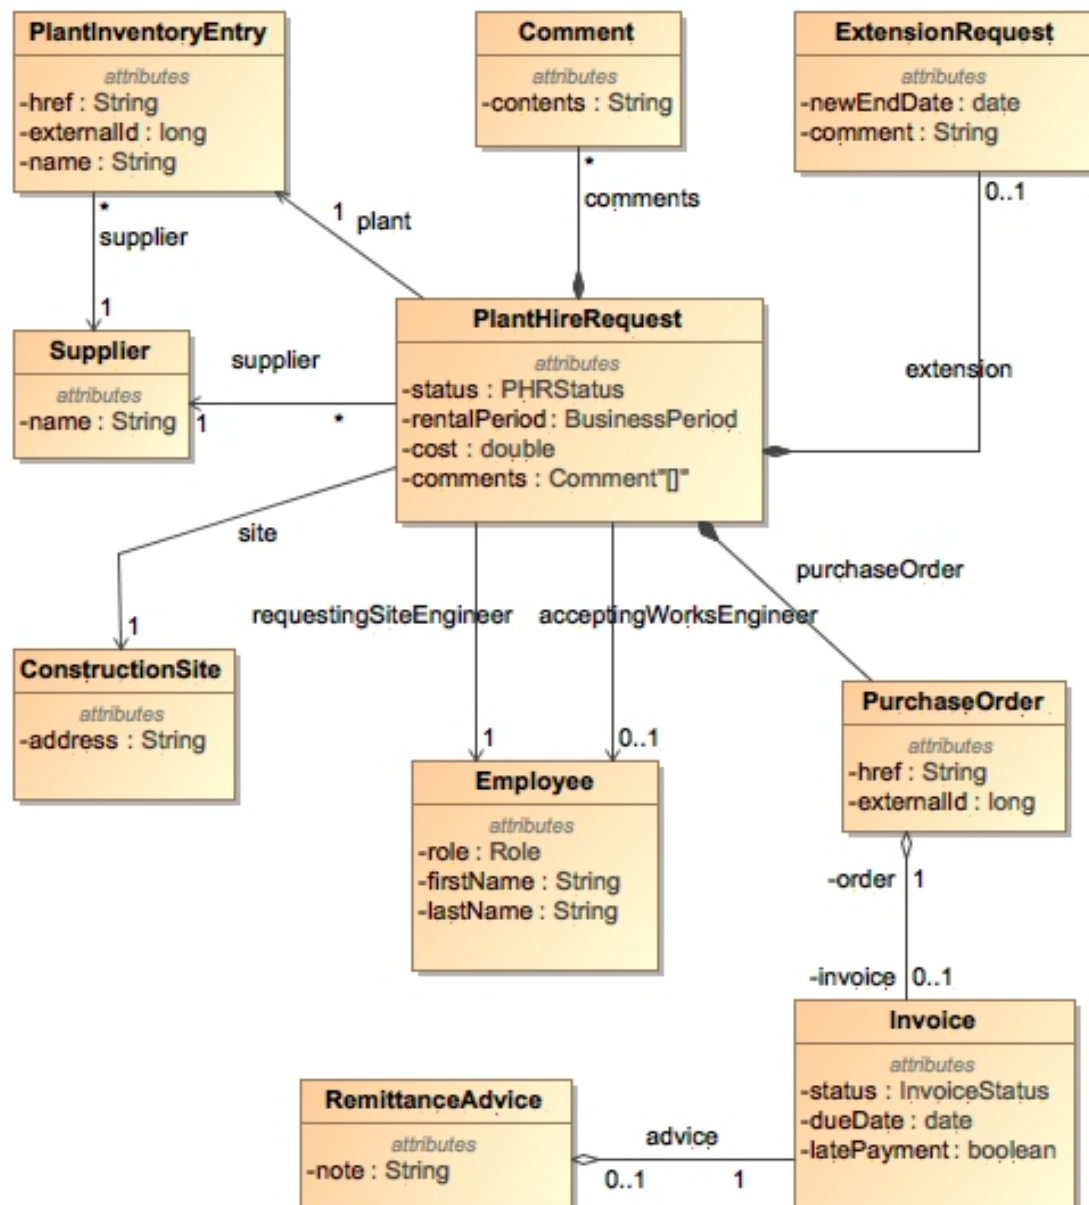 PlantInventoryEntry
attributes
-href : String
-externalId : long
-name : String
Comment
attributes
-contents : String
ExtensionRequest
attributes
-newEndDate : date
-comment : String
*
supplier
1
1 plant
*
comments
0..1
extension
Supplier
attributes
-name : String
supplier
1
*
PlantHireRequest
attributes
-status : PHRStatus
-rentalPeriod : BusinessPeriod
-cost : double
-comments : Comment"[]"
site
1
requestingSiteEngineer
1
acceptingWorksEngineer
0..1
purchaseOrder
ConstructionSite
attributes
-address : String
Employee
attributes
-role : Role
-firstName : String
-lastName : String
PurchaseOrder
attributes
-href : String
-externalId : long
-order 1
-invoice 0..1
Invoice
attributes
-status : InvoiceStatus
-dueDate : date
-latePayment : boolean
RemittanceAdvice
attributes
-note : String
advice
0..1 1